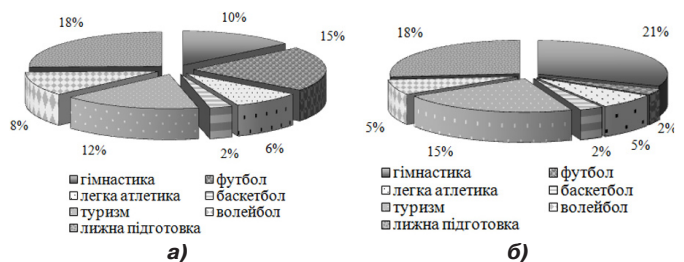 18%
10%
15%
8%
12%
2%
6%
гімнастика
футбол
легка атлетика
баскетбол
туризм
волейбол
лижна підготовка
а)
18%
21%
5%
15%
2%
5%
2%
гімнастика
футбол
легка атлетика
баскетбол
туризм
волейбол
лижна підготовка
б)